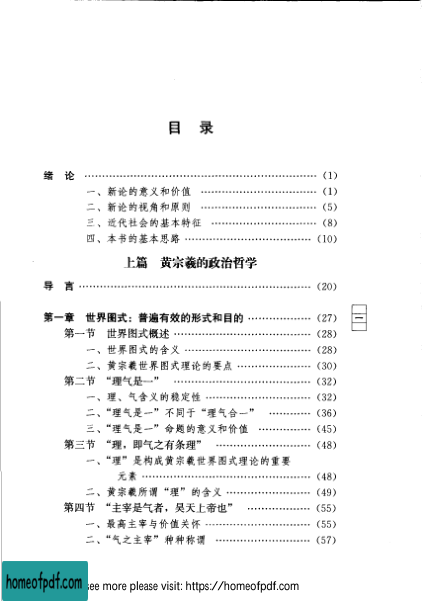 目 录
绪 论 ………………………………………… (1)
一、新论的意义和价值 ………………………… (1)
二、新论的视角和原则 ………………………… (5)
三、近代社会的基本特征 ……………………… (8)
四、本书的基本思路 …………………………… (10)
上篇 黄宗羲的政治哲学
导 言 ………………………………………… (20)
第一章 世界图式：普遍有效的形式和目的 ……………… (27)
一
第一节 世界图式概述 ………………………… (28)
一、世界图式的含义 …………………………… (28)
二、黄宗羲世界图式理论的要点 ……………… (30)
第二节 “理气是一” ………………………… (32)
一、理、气含义的稳定性 ……………………… (32)
二、“理气是一”不同于“理气合一” ………… (36)
三、“理气是一”命题的意义和价值 …………… (45)
第三节 “理，即气之有条理” ………………… (48)
一、“理”是构成黄宗羲世界图式理论的重要
元素 …………………………………………… (48)
二、黄宗羲所谓“理”的含义 ………………… (49)
第四节 “主宰是气者，昊天上帝也” ………… (55)
一、最高主宰与价值关怀 ……………………… (55)
二、“气之主宰”种种称谓 …………………… (57)
homeofpdf.com
see more please visit: https://homeofpdf.com